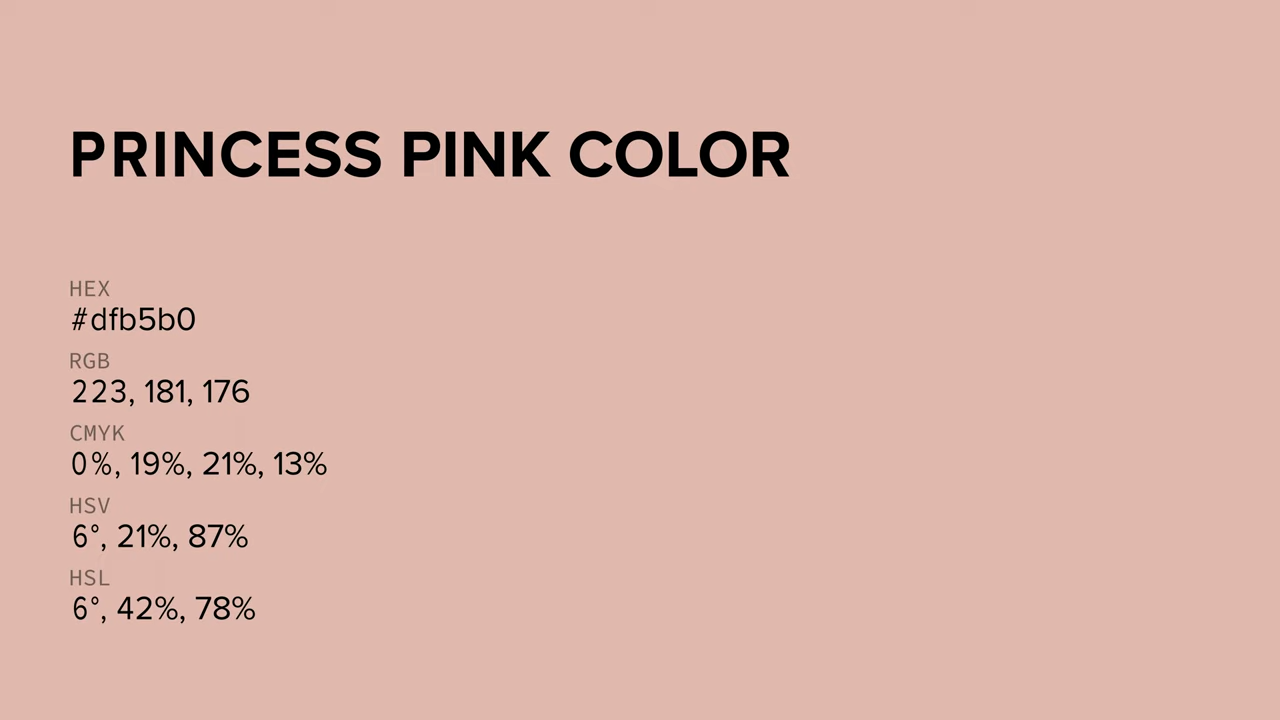 PRINCESS PINK COLOR
HEX
#dfb5b0
RGB
223, 181, 176
CMYK
0%, 19%, 21%, 13%
HSV
6°, 21%, 87%
HSL
6°, 42%, 78%